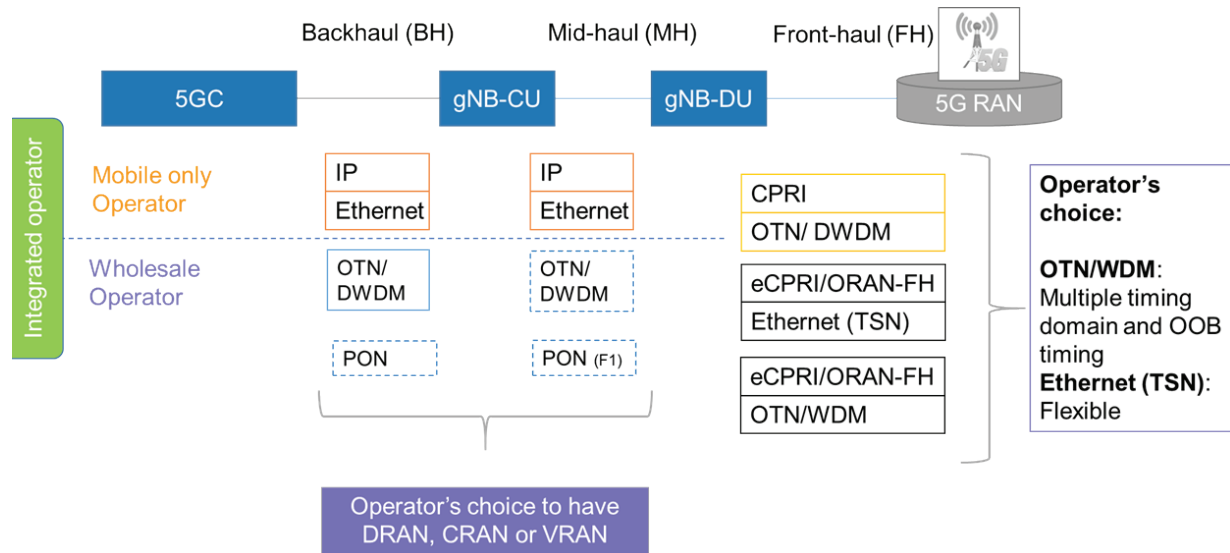 Backhaul (BH)
Mid-haul (MH)
Front-haul (FH)
5G
5GC
gNB-CU
gNB-DU
5G RAN
Integrated operator
Mobile only
Operator
IP
Ethernet
IP
Ethernet
Wholesale
Operator
OTN/
DWDM
OTN/
DWDM
PON
PON (F1)
CPRI
OTN/ DWDM
eCPRI/ORAN-FH
Ethernet (TSN)
eCPRI/ORAN-FH
OTN/WDM
Operator's
choice:
OTN/WDM:
Multiple timing
domain and OOB
timing
Ethernet (TSN):
Flexible
Operator's choice to have
DRAN, CRAN or VRAN